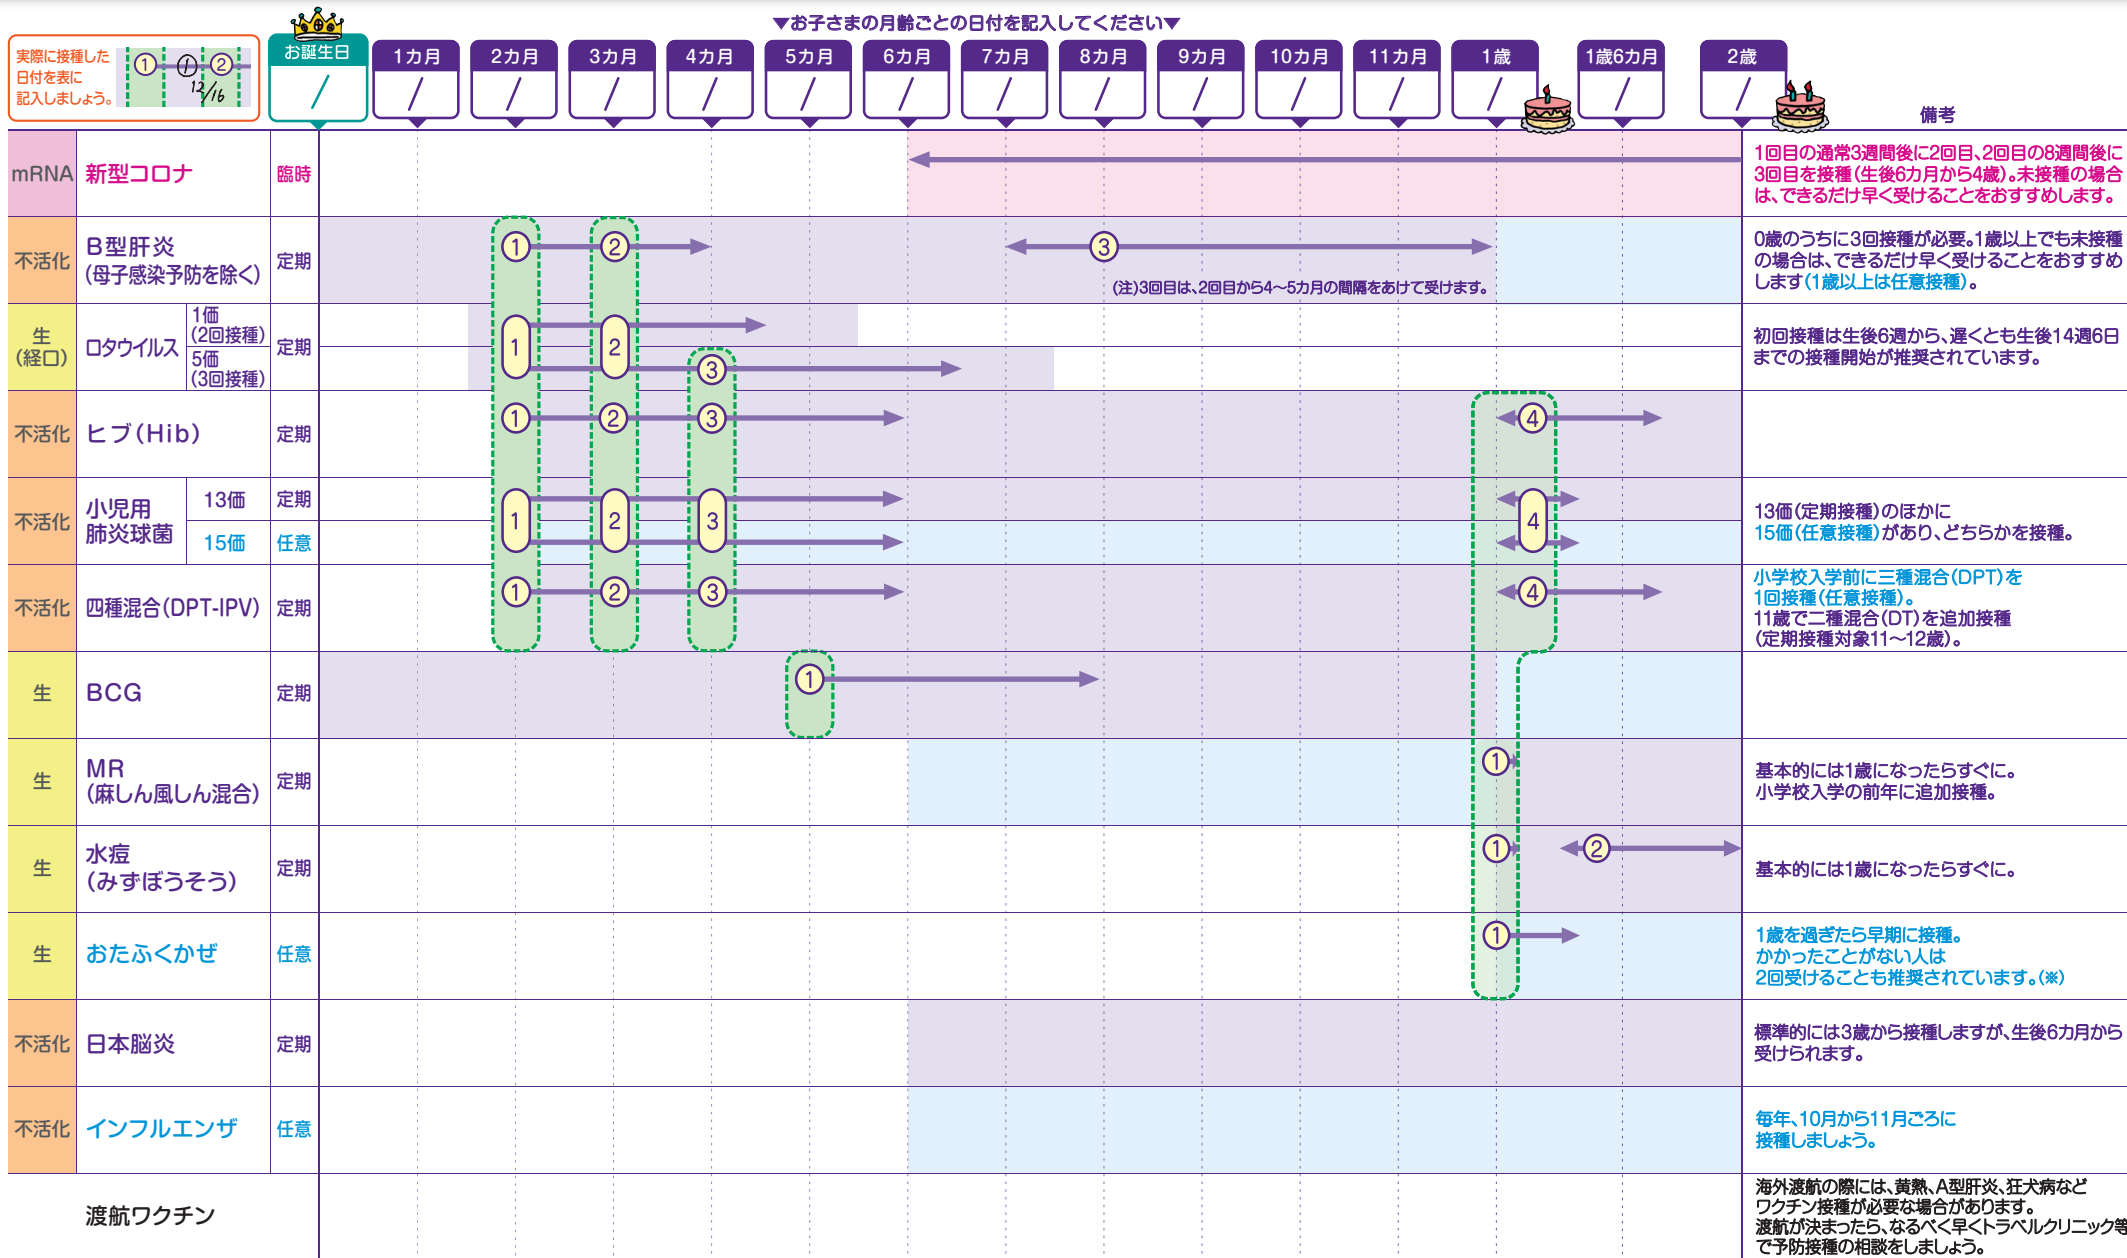 ▼お子さまの月齢ごとの日付を記入してください▼
実際に接種した
日付を表に
記入しましょう。
① ① ②
12/16
お誕生日 1カ月 2カ月 3カ月 4カ月 5カ月 6カ月 7カ月 8カ月 9カ月 10カ月 11カ月 1歳 1歳6カ月 2歳
/ / / / / / / / / / / / / / /
備考
mRNA 新型コロナ 臨時
1回目の通常3週間後に2回目、2回目の8週間後に
3回目を接種(生後6カ月から4歳)。未接種の場合
は、できるだけ早く受けることをおすすめします。
不活化 B型肝炎
(母子感染予防を除く) 定期
① ② ③
(注)3回目は、2回目から4〜5カ月の間隔をあけて受けます。
0歳のうちに3回接種が必要。1歳以上でも未接種
の場合は、できるだけ早く受けることをおすすめ
します(1歳以上は任意接種)。
生
(経口)
ロタウイルス
1価
(2回接種)
5価
(3回接種)
定期
1 2 ③
初回接種は生後6週から、遅くとも生後14週6日
までの接種開始が推奨されています。
不活化 ヒブ(Hib) 定期
① ② ③ ④
不活化 小児用
肺炎球菌
13価 定期
15価 任意
1 2 3 4
13価(定期接種)のほかに
15価(任意接種)があり、どちらかを接種。
不活化 四種混合(DPT-IPV) 定期
① ② ③ ④
小学校入学前に三種混合(DPT)を
1回接種(任意接種)。
11歳で二種混合(DT)を追加接種
(定期接種対象11〜12歳)。
生 BCG 定期
①
生 MR
(麻しん風しん混合) 定期
①
基本的には1歳になったらすぐに。
小学校入学の前年に追加接種。
生 水痘
(みずぼうそう) 定期
① ②
基本的には1歳になったらすぐに。
生 おたふくかぜ 任意
①
1歳を過ぎたら早期に接種。
かかったことがない人は
2回受けることも推奨されています。(※)
不活化 日本脳炎 定期
標準的には3歳から接種しますが、生後6カ月から
受けられます。
不活化 インフルエンザ 任意
毎年、10月から11月ごろに
接種しましょう。
渡航ワクチン
海外渡航の際には、黄熱、A型肝炎、狂犬病など
ワクチン接種が必要な場合があります。
渡航が決まったら、なるべく早くトラベルクリニック等
で予防接種の相談をしましょう。